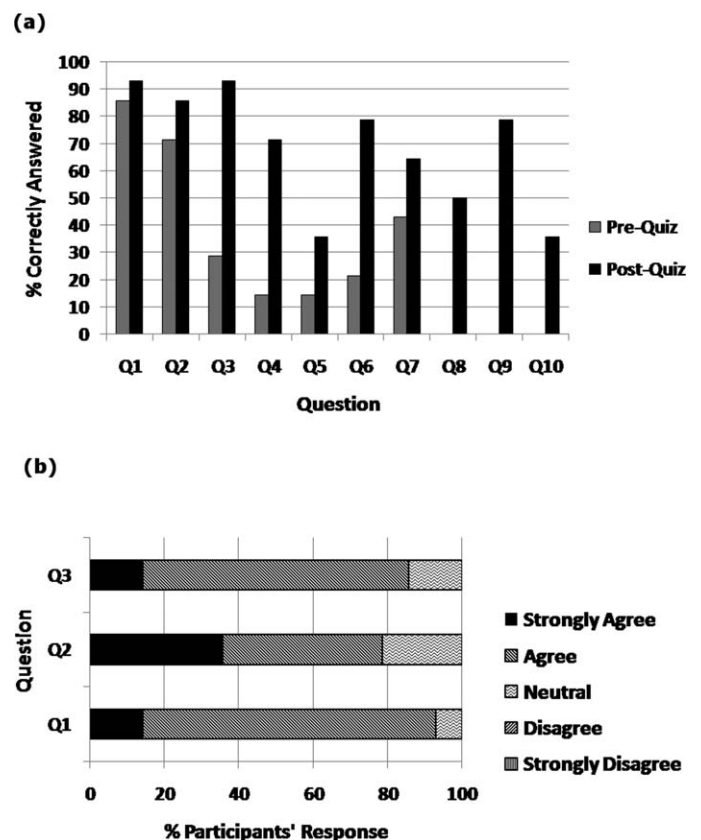 (a)
100
90
80
70
60
50
40
30
20
10
0
% Correctly Answered
Q1 Q2 Q3 Q4 Q5 Q6 Q7 Q8 Q9 Q10
Question
Pre-Quiz
Post-Quiz
(b)
Question
Q3
Q2
Q1
0 20 40 60 80 100
% Participants' Response
Strongly Agree
Agree
Neutral
Disagree
Strongly Disagree